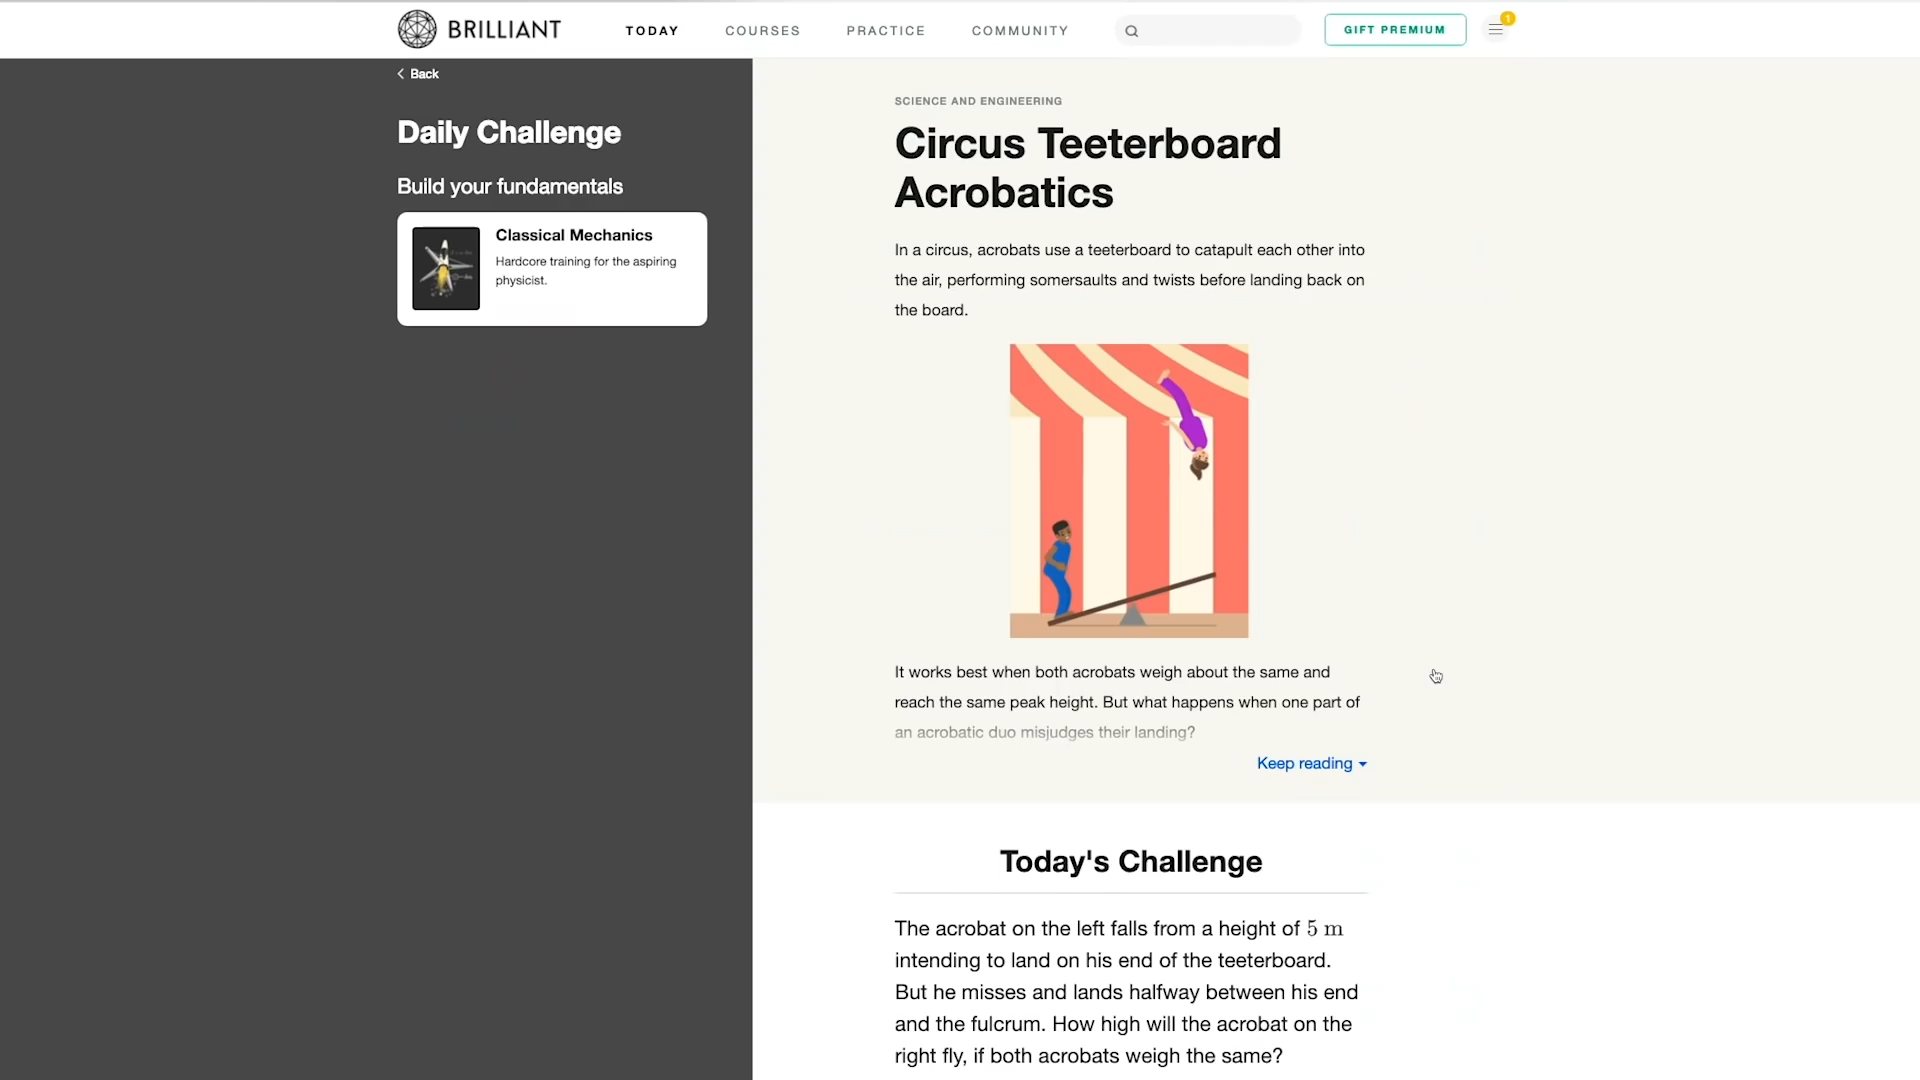 BRILLIANT
TODAY
COURSES
PRACTICE
COMMUNITY
GIFT PREMIUM
1
Back
Daily Challenge
Build your fundamentals
Classical Mechanics
Hardcore training for the aspiring
physicist.
SCIENCE AND ENGINEERING
Circus Teeterboard
Acrobatics
In a circus, acrobats use a teeterboard to catapult each other into
the air, performing somersaults and twists before landing back on
the board.
It works best when both acrobats weigh about the same and
reach the same peak height. But what happens when one part of
an acrobatic duo misjudges their landing?
Keep reading
Today's Challenge
The acrobat on the left falls from a height of 5 m
intending to land on his end of the teeterboard.
But he misses and lands halfway between his end
and the fulcrum. How high will the acrobat on the
right fly, if both acrobats weigh the same?